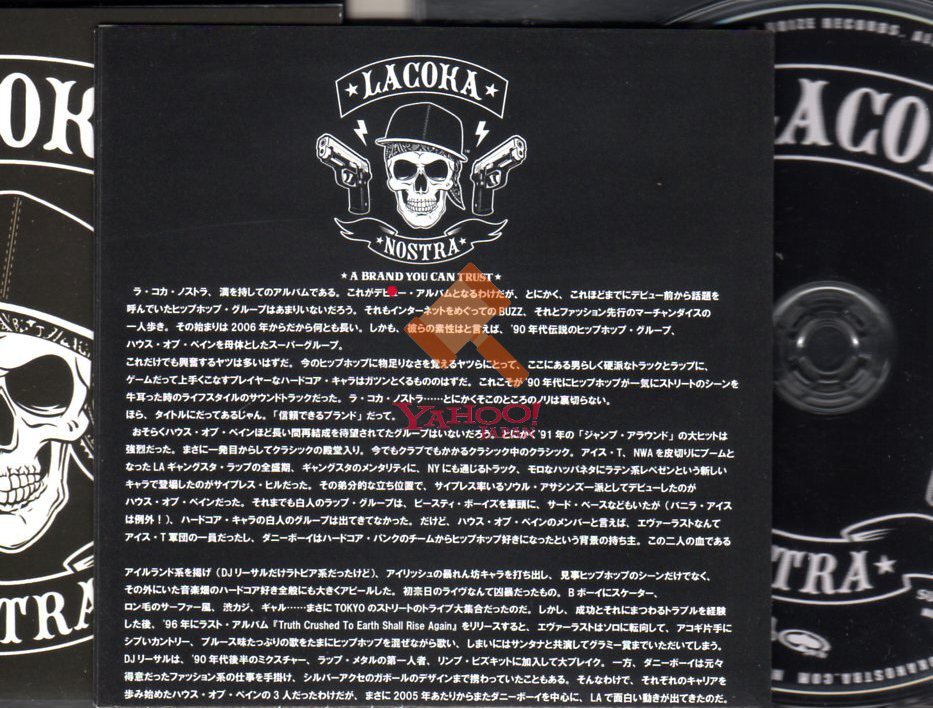 LACOKA
NOSTRA
★ A BRAND YOU CAN TRUST ★
ラ・コカ・ノストラ、満を持してのアルバムである。これがデビュー・アルバムとなるわけだが、とにかく、これほどまでにデビュー前から話題を
呼んでいたヒップホップ・グループはあまりいないだろう。それもインターネットをめぐってのBUZZ、それとファッション先行のマーチャンダイスの
一人歩き。その始まりは2006年からだから何とも長い。しかも、彼らの素性はと言えば、'90年代伝説のヒップホップ・グループ、
ハウス・オブ・ペインを母体としたスーパーグループ。
これだけでも興奮するヤツは多いはずだ。今のヒップホップに物足りなさを覚えるヤツらにとって、ここにある男らしく硬派なトラックとラップに、
ゲームだって上手くこなすプレイヤーなハードコア・キャラはガツンとくるもののはずだ。これこそが'90年代にヒップホップが一気にストリートのシーンを
牛耳った時のライフスタイルのサウンドトラックだった。ラ・コカ・ノストラ……とにかくそこのところのノリは裏切らない。
ほら、タイトルにだってあるじゃん。「信頼できるブランド」だって。
おそらくハウス・オブ・ペインほど長い間再結成を待望されてたグループはいないだろう。とにかく'91年の「ジャンプ・アラウンド」の大ヒットは
強烈だった。まさに一発目からしてクラシックの殿堂入り。今でもクラブでもかかるクラシック中のクラシック。アイス・T、NWAを皮切りにブームと
なったLAギャングスタ・ラップの全盛期、ギャングスタのメンタリティに、NYにも通じるトラック、モロなハッパネタにラテン系レペゼンという新しい
キャラで登場したのがサイプレス・ヒルだった。その弟分的な立ち位置で、サイプレス率いるソウル・アサシンズ一派としてデビューしたのが
ハウス・オブ・ペインだった。それまでも白人のラップ・グループは、ビースティ・ボーイズを筆頭に、サード・ベースなどもいたが（バニラ・アイス
は例外！）、ハードコア・キャラの白人のグループは出てきてなかった。だけど、ハウス・オブ・ペインのメンバーと言えば、エヴァーラストなんて
アイス・T軍団の一員だったし、ダニーボーイはハードコア・パンクのチームからヒップホップ好きになったという背景の持ち主。この二人の血である
アイルランド系を掲げ（DJリーサルだけラトビア系だったけど）、アイリッシュの暴れん坊キャラを打ち出し、見事ヒップホップのシーンだけでなく、
その外にいた音楽畑のハードコア好き全般にも大きくアピールした。初奈日のライヴなんて凶暴だったもの。Bボーイにスケーター、
ロン毛のサーファー風、渋カジ、ギャル……まさにTOKYOのストリートのトライブ大集合だったのだ。しかし、成功とそれにまつわるトラブルを経験
した後、'96年にラスト・アルバム『Truth Crushed To Earth Shall Rise Again』をリリースすると、エヴァーラストはソロに転向して、アコギ片手に
シブいカントリー、ブルース味たっぷりの歌をたまにヒップホップを混ぜながら歌い、しまいにはサンタナと共演してグラミー賞までいただいてしまう。
DJリーサルは、'90年代後半のミクスチャー、ラップ・メタルの第一人者、リンプ・ビズキットに加入して大ブレイク。一方、ダニーボーイは元々
得意だったファッション系の仕事を手掛け、シルバーアクセのガボールのデザインまで携わっていたこともある。そんなわけで、それぞれのキャリアを
歩み始めたハウス・オブ・ペインの3人だったわけだが、まさに2005年あたりからまたダニーボーイを中心に、LAで面白い動きが出てきたのだ。
YAHOO!
JAPAN
ACOK
STRA